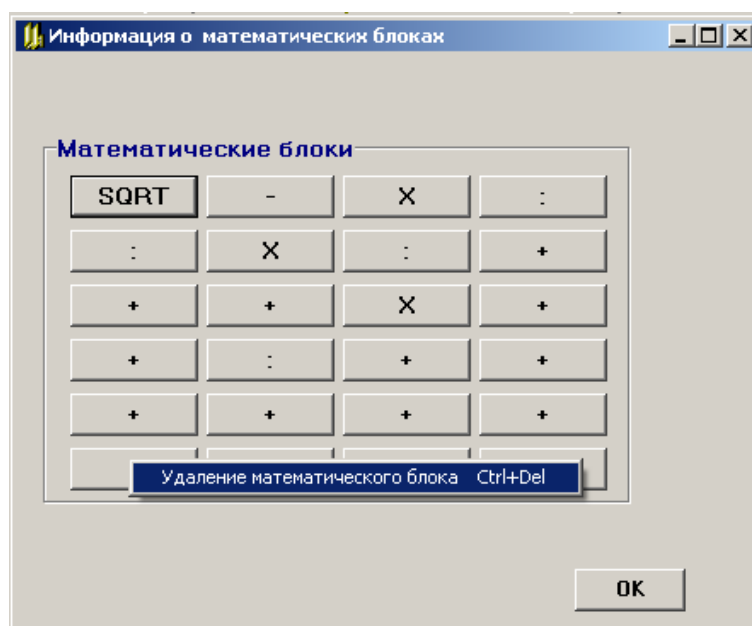 Информация о математических блоках
Математические блоки
SQRT - X :
: X : +
+ + X +
+ : + +
+ + + +
Удаление математического блока Ctrl+Del
OK